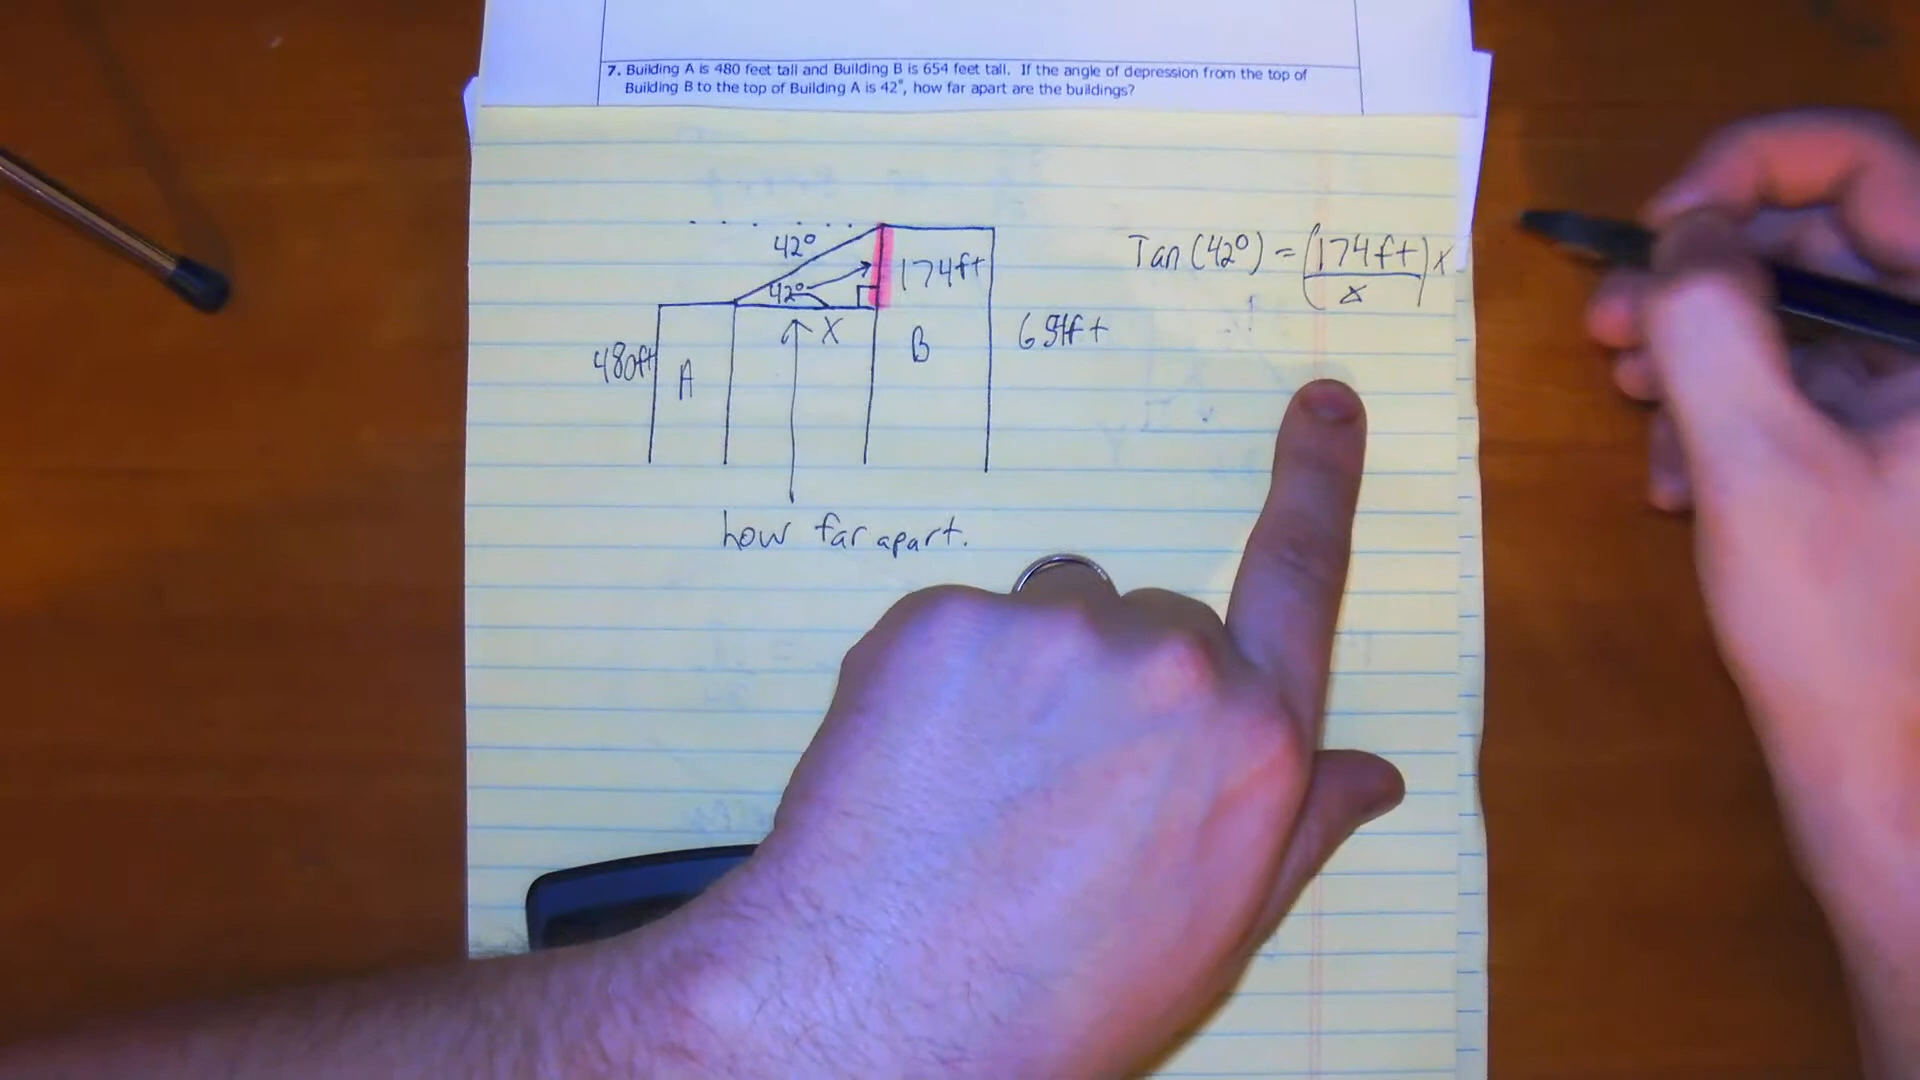 7. Building A is 480 feet tall and Building B is 654 feet tall. If the angle of depression from the top of
Building B to the top of Building A is 42°, how far apart are the buildings?
42°
174ft
42°
X
480ft
A
B
654ft
how far apart.
Tan (42°) = (174ft) x
x